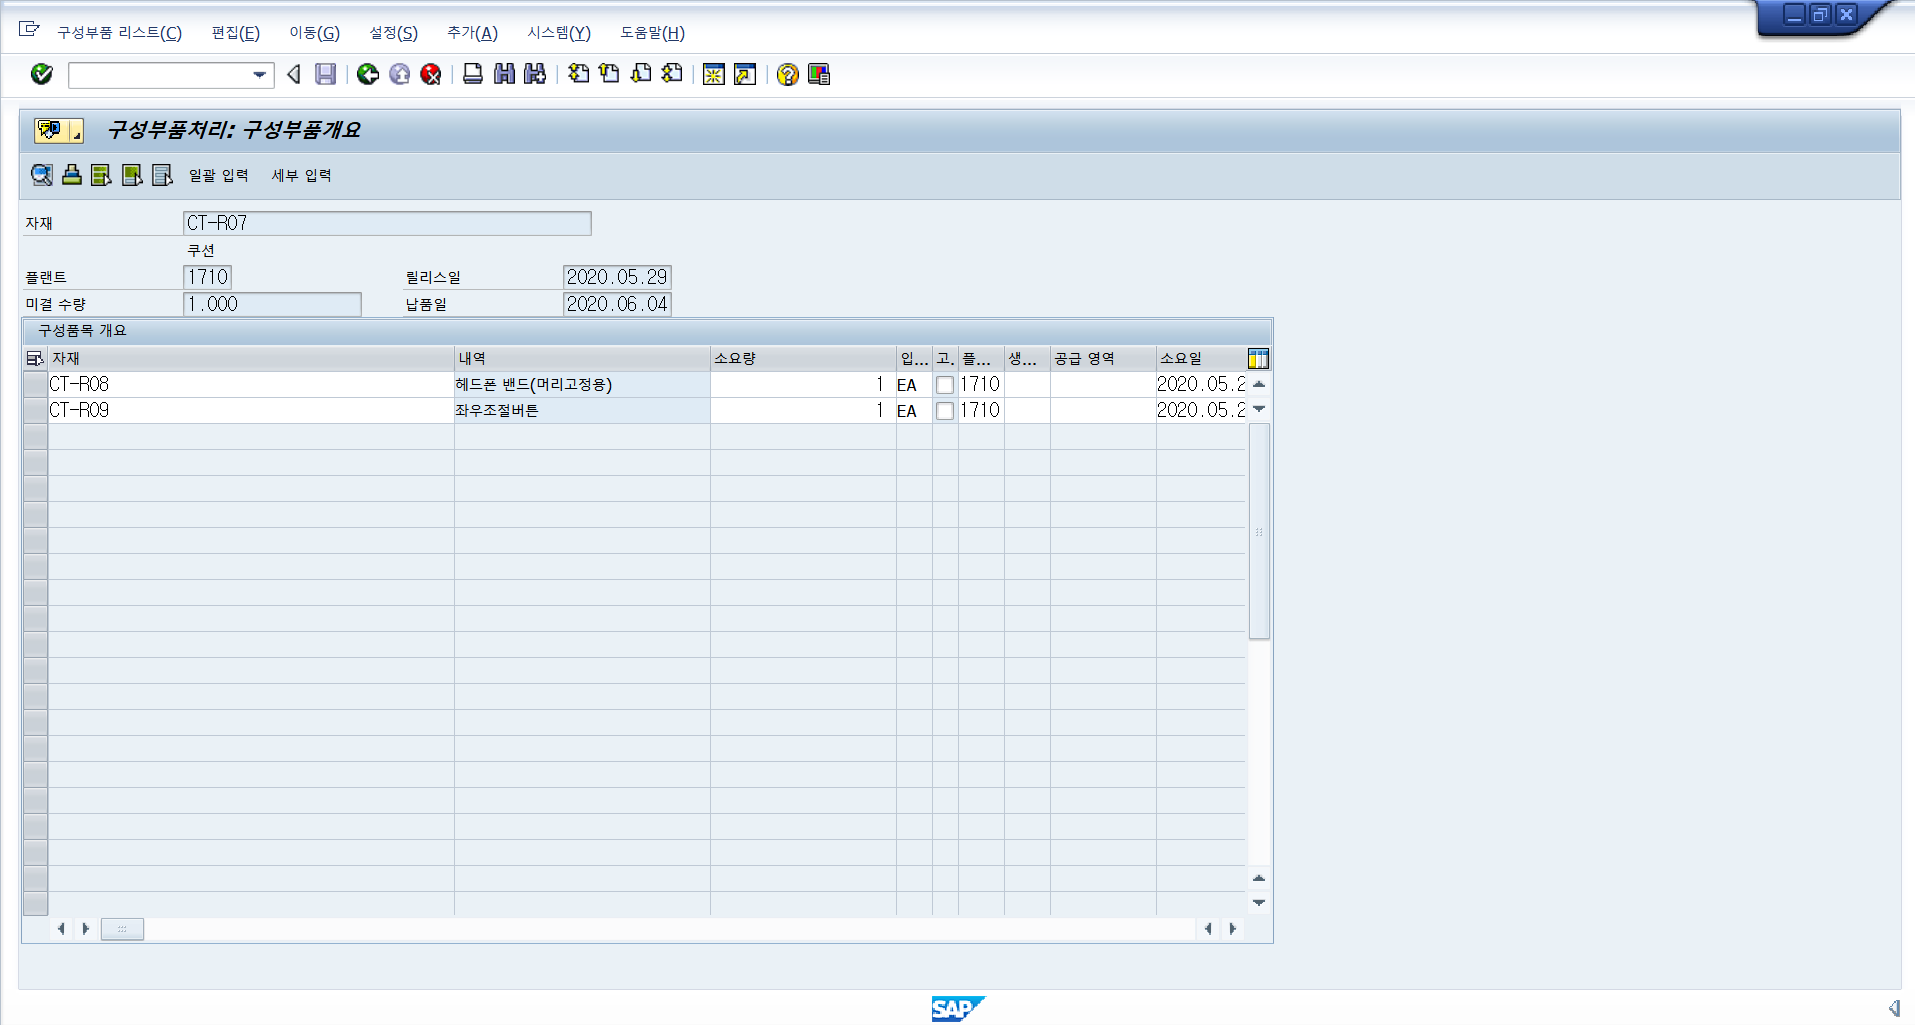 구성부품 리스트(C) 편집(E) 이동(G) 설정(S) 추가(A) 시스템(Y) 도움말(H)
구성부품처리: 구성부품개요
일괄 입력 세부 입력
자재 CT-R07
쿠션
플랜트 1710 릴리스일 2020.05.29
미결 수량 1.000 납품일 2020.06.04
구성품목 개요
자재 내역 소요량 입... 고. 플... 생... 공급 영역 소요일
CT-R08 헤드폰 밴드(머리고정용) 1 EA 1710 2020.05.2
CT-R09 좌우조절버튼 1 EA 1710 2020.05.2
SAP